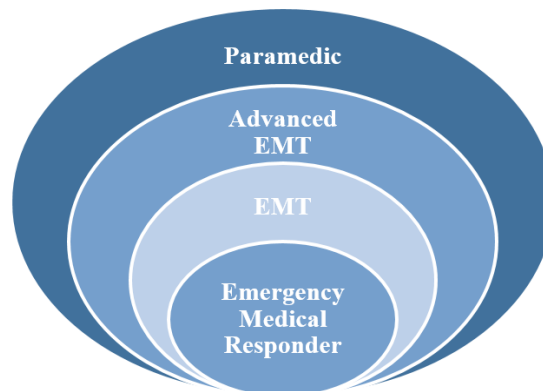 Paramedic
Advanced
EMT
EMT
Emergency
Medical
Responder